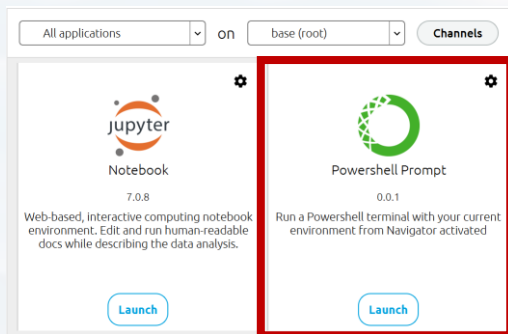 All applications on base (root) Channels
jupyter
Notebook
7.0.8
Web-based, interactive computing notebook
environment. Edit and run human-readable
docs while describing the data analysis.
Launch
Powershell Prompt
0.0.1
Run a Powershell terminal with your current
environment from Navigator activated
Launch